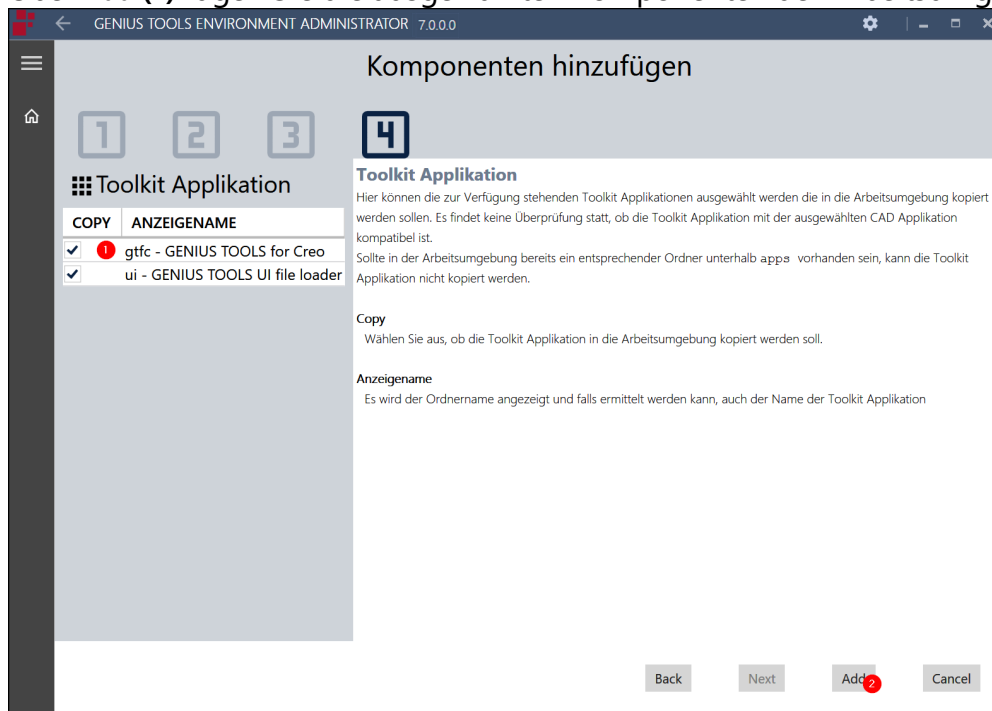 GENIUS TOOLS ENVIRONMENT ADMINISTRATOR 7.0.0.0
Komponenten hinzufügen
1 2 3 4
Toolkit Applikation
COPY ANZEIGENAME
1 gtfc - GENIUS TOOLS for Creo
ui - GENIUS TOOLS UI file loader
Toolkit Applikation
Hier können die zur Verfügung stehenden Toolkit Applikationen ausgewählt werden die in die Arbeitsumgebung kopiert
werden sollen. Es findet keine Überprüfung statt, ob die Toolkit Applikation mit der ausgewählten CAD Applikation
kompatibel ist.
Sollte in der Arbeitsumgebung bereits ein entsprechender Ordner unterhalb apps vorhanden sein, kann die Toolkit
Applikation nicht kopiert werden.
Copy
Wählen Sie aus, ob die Toolkit Applikation in die Arbeitsumgebung kopiert werden soll.
Anzeigename
Es wird der Ordnername angezeigt und falls ermittelt werden kann, auch der Name der Toolkit Applikation
Back Next Add 2 Cancel